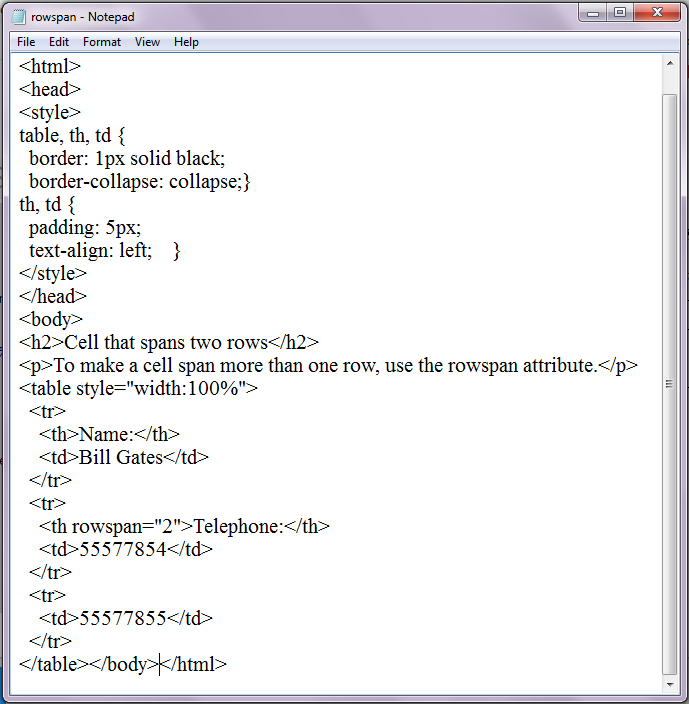 rowspan - Notepad
File Edit Format View Help
<html>
<head>
<style>
table, th, td {
  border: 1px solid black;
  border-collapse: collapse;}
th, td {
  padding: 5px;
  text-align: left;    }
</style>
</head>
<body>
<h2>Cell that spans two rows</h2>
<p>To make a cell span more than one row, use the rowspan attribute.</p>
<table style="width:100%">
  <tr>
    <th>Name:</th>
    <td>Bill Gates</td>
  </tr>
  <tr>
    <th rowspan="2">Telephone:</th>
    <td>55577854</td>
  </tr>
  <tr>
    <td>55577855</td>
  </tr>
</table></body></html>